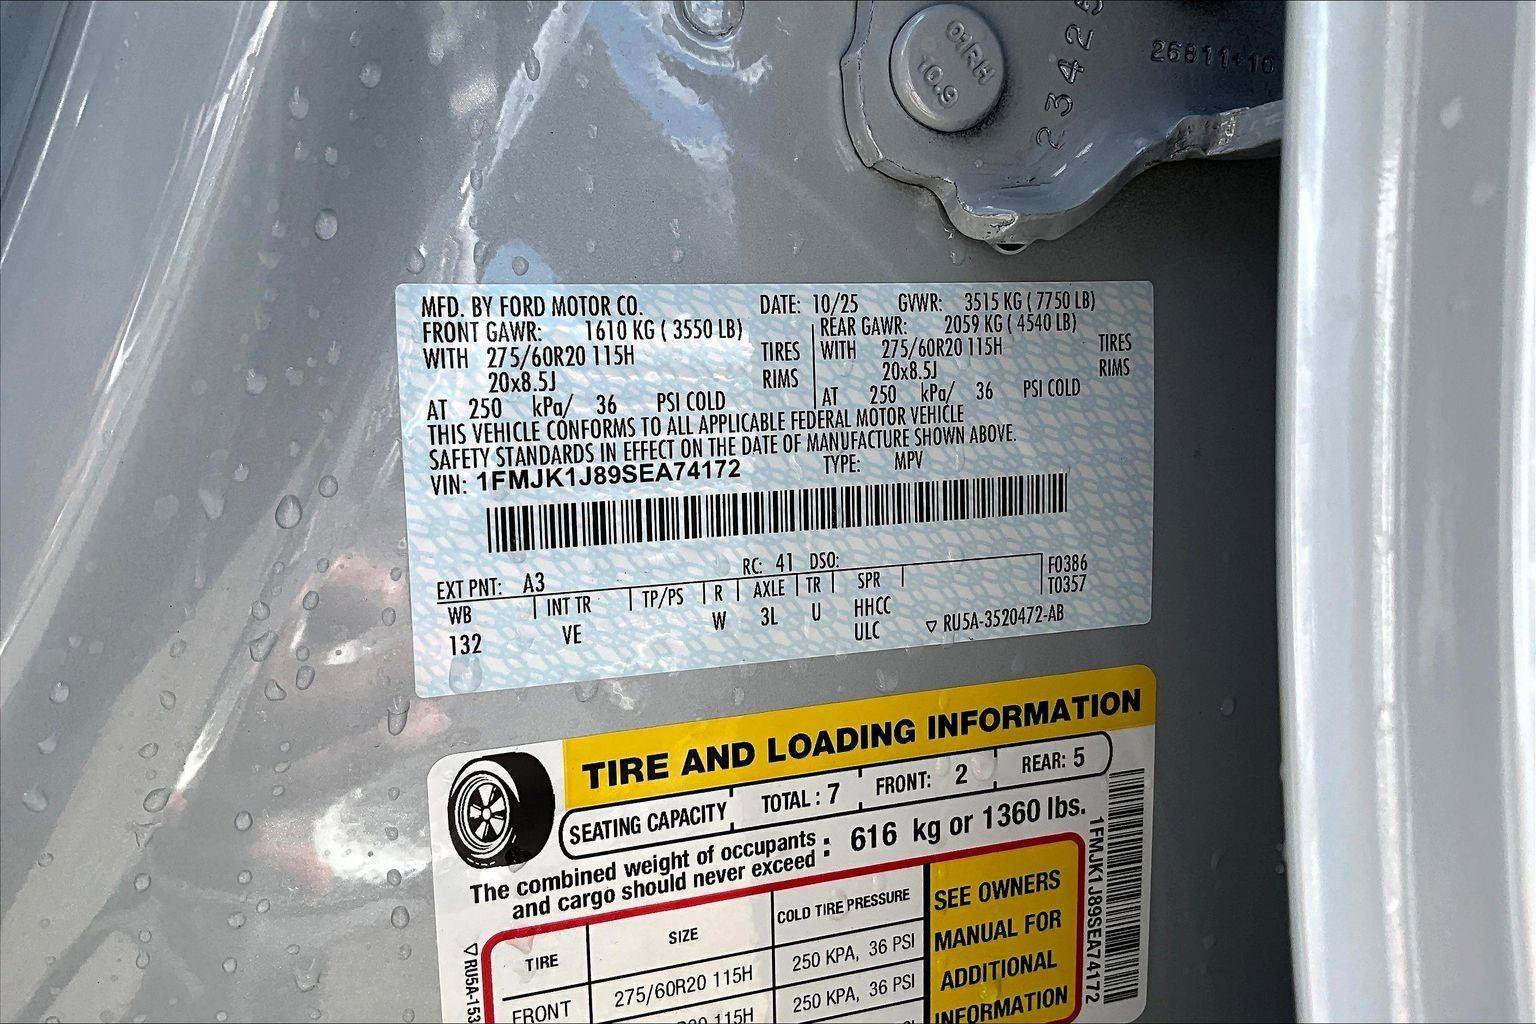 01RH
10.9
2342
26811+10
MFD. BY FORD MOTOR CO. DATE: 10/25 GVWR: 3515 KG ( 7750 LB)
FRONT GAWR: 1610 KG ( 3550 LB) REAR GAWR: 2059 KG ( 4540 LB)
WITH 275/60R20 115H TIRES WITH 275/60R20 115H TIRES
20x8.5J RIMS 20x8.5J RIMS
AT 250 kPa/ 36 PSI COLD AT 250 kPa/ 36 PSI COLD
THIS VEHICLE CONFORMS TO ALL APPLICABLE FEDERAL MOTOR VEHICLE
SAFETY STANDARDS IN EFFECT ON THE DATE OF MANUFACTURE SHOWN ABOVE.
VIN: 1FMJK1J89SEA74172 TYPE: MPV
EXT PNT: A3 RC: 41 DSO: F0386
WB INT TR TP/PS R AXLE TR SPR T0357
132 VE W 3L U HHCC
ULC ▽ RU5A-3520472-AB
TIRE AND LOADING INFORMATION
SEATING CAPACITY TOTAL : 7 FRONT: 2 REAR: 5
The combined weight of occupants and cargo should never exceed : 616 kg or 1360 lbs.
TIRE SIZE COLD TIRE PRESSURE
FRONT 275/60R20 115H 250 KPA, 36 PSI
115H 250 KPA, 36 PSI
SEE OWNERS
MANUAL FOR
ADDITIONAL
INFORMATION
1FMJK1J89SEA74172
▽ RU5A-153